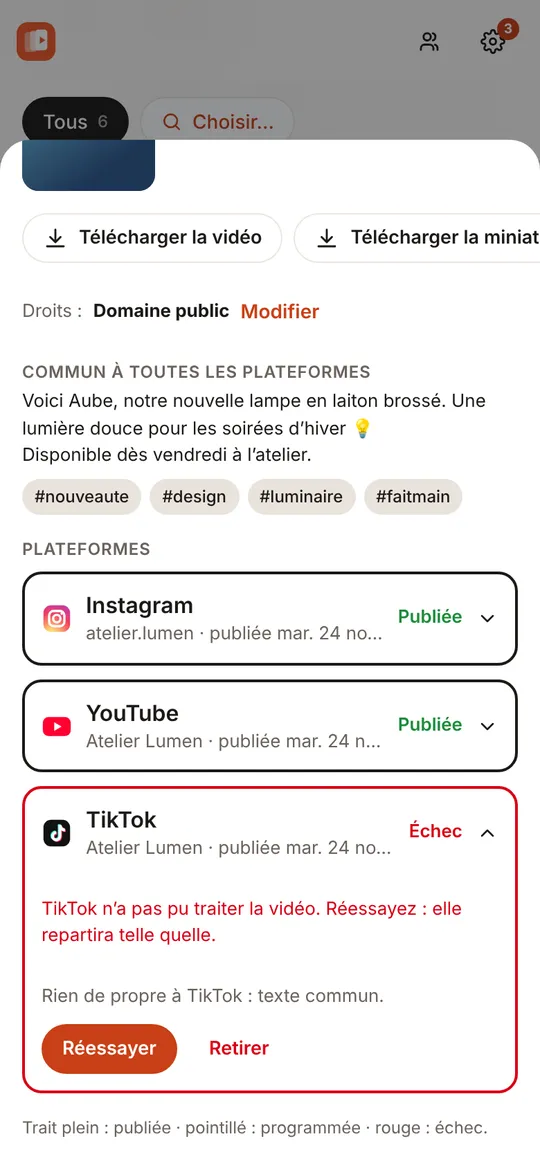 3
Tous 6
Choisir...
Télécharger la vidéo
Télécharger la miniat
Droits : Domaine public Modifier
COMMUN À TOUTES LES PLATEFORMES
Voici Aube, notre nouvelle lampe en laiton brossé. Une
lumière douce pour les soirées d’hiver 💡
Disponible dès vendredi à l’atelier.
#nouveaute #design #luminaire #faitmain
PLATEFORMES
Instagram
atelier.lumen · publiée mar. 24 no...
Publiée
YouTube
Atelier Lumen · publiée mar. 24 n...
Publiée
TikTok
Atelier Lumen · publiée mar. 24 no...
Échec
TikTok n’a pas pu traiter la vidéo. Réessayez : elle
repartira telle quelle.
Rien de propre à TikTok : texte commun.
Réessayer
Retirer
Trait plein : publiée · pointillé : programmée · rouge : échec.